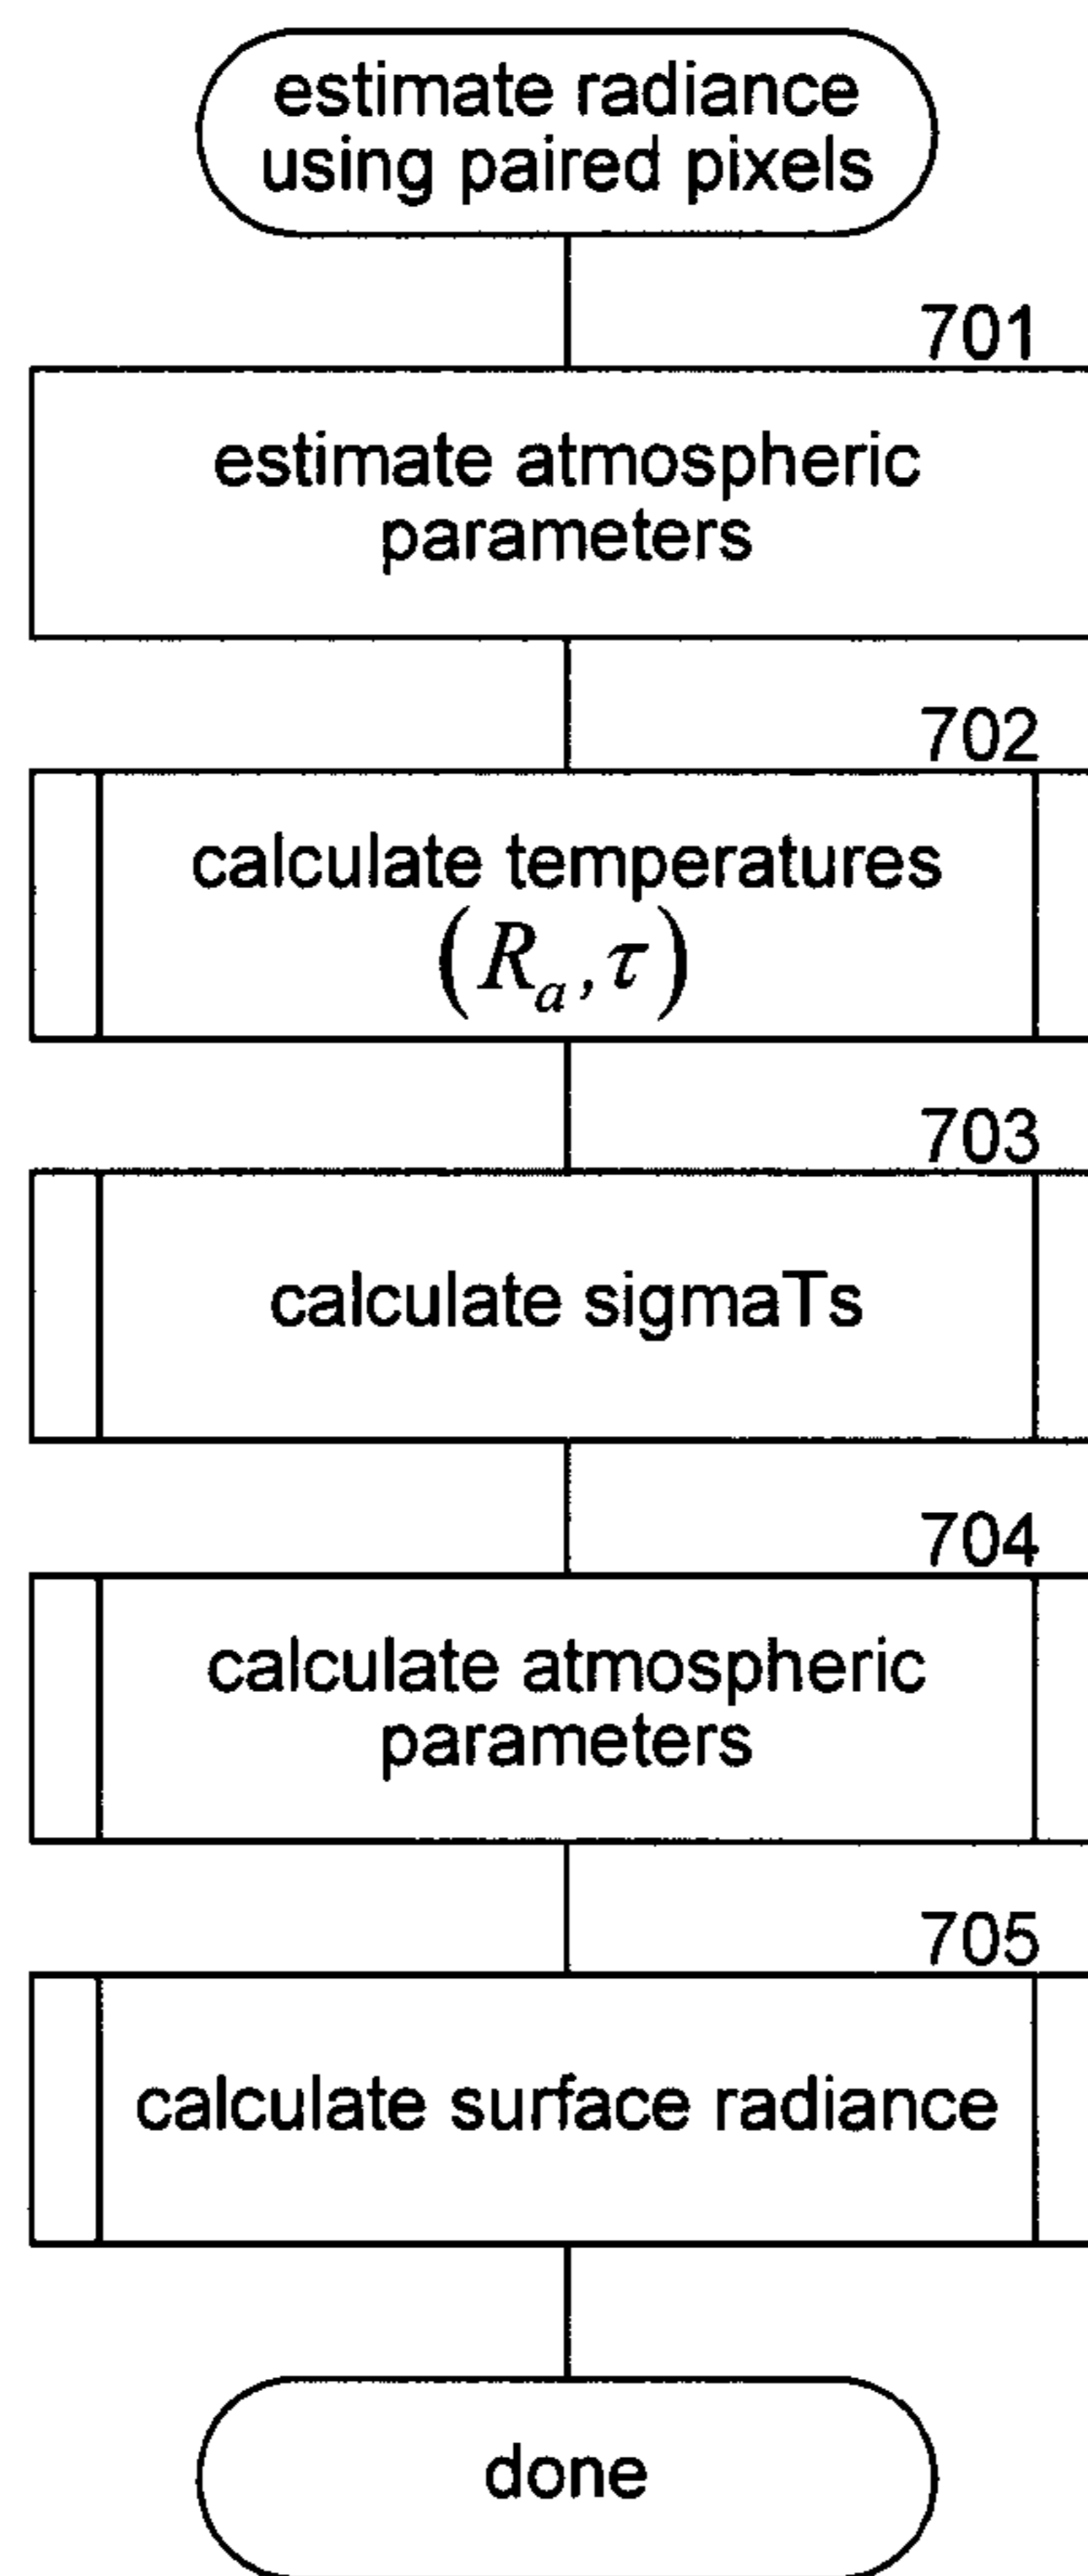 estimate radiance
using paired pixels
701
estimate atmospheric
parameters
702
calculate temperatures
(Rₐ,τ)
703
calculate sigmaTs
704
calculate atmospheric
parameters
705
calculate surface radiance
done